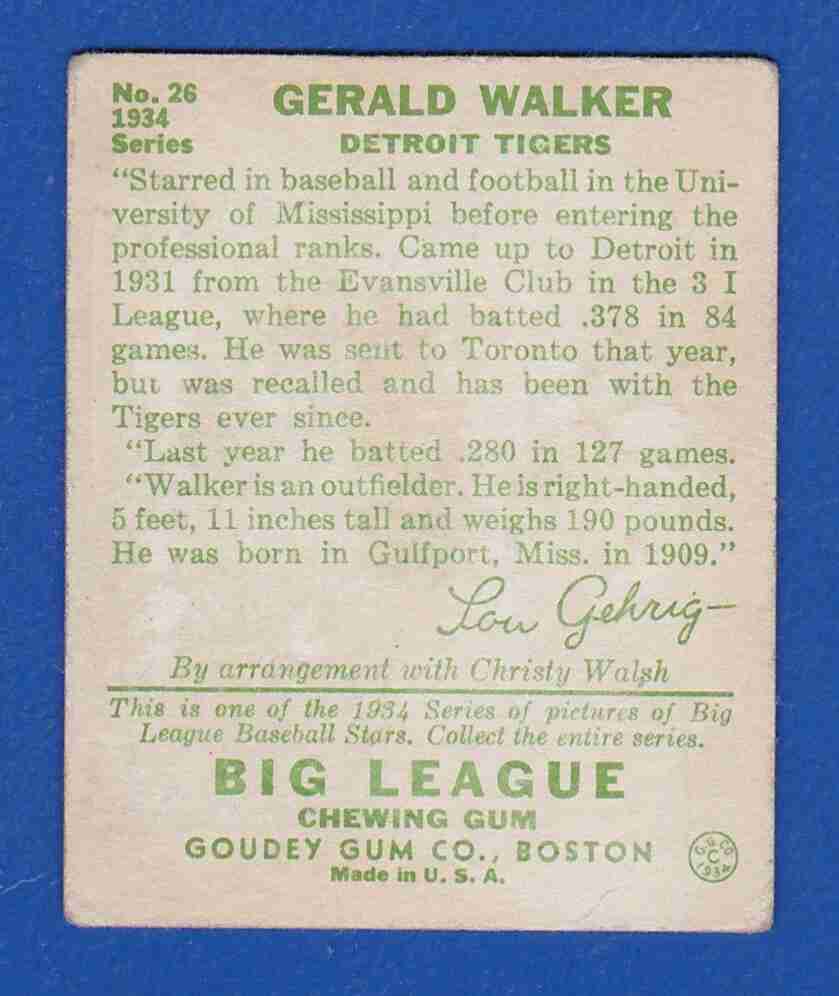 No. 26
1934
Series
GERALD WALKER
DETROIT TIGERS
"Starred in baseball and football in the Uni-
versity of Mississippi before entering the
professional ranks. Came up to Detroit in
1931 from the Evansville Club in the 3 I
League, where he had batted .378 in 84
games. He was sent to Toronto that year,
but was recalled and has been with the
Tigers ever since.
"Last year he batted .280 in 127 games.
"Walker is an outfielder. He is right-handed,
5 feet, 11 inches tall and weighs 190 pounds.
He was born in Gulfport, Miss. in 1909."
Lou Gehrig
By arrangement with Christy Walsh
This is one of the 1934 Series of pictures of Big
League Baseball Stars. Collect the entire series.
BIG LEAGUE
CHEWING GUM
GOUDEY GUM CO., BOSTON
Made in U. S. A.
G. G. CO.
C
1934